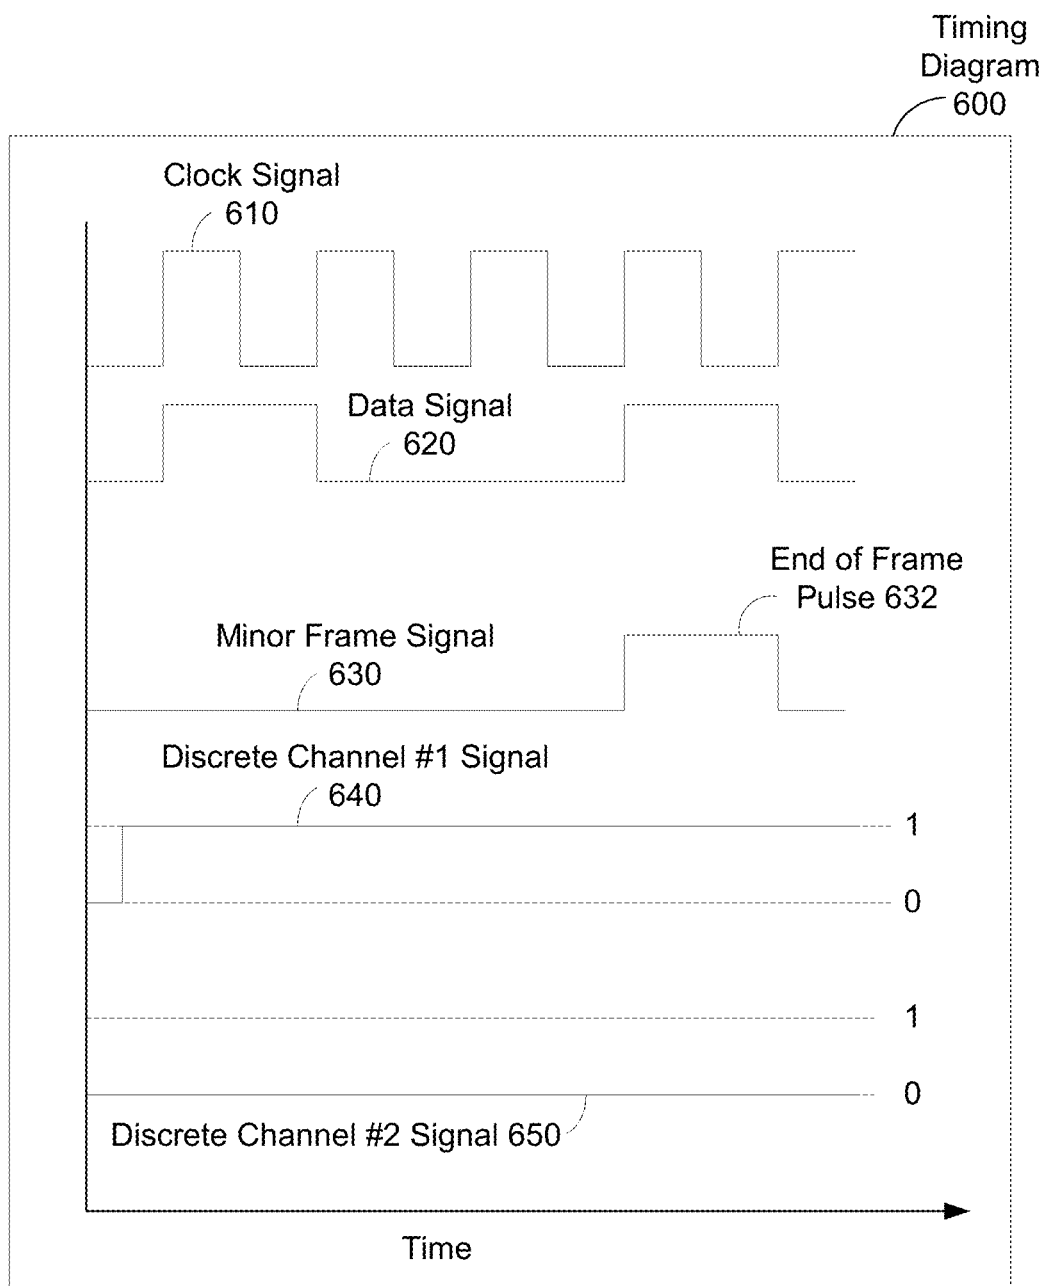 Timing
Diagram
600
Clock Signal
610
Data Signal
620
End of Frame
Pulse 632
Minor Frame Signal
630
Discrete Channel #1 Signal
640
1
0
1
0
Discrete Channel #2 Signal 650
Time